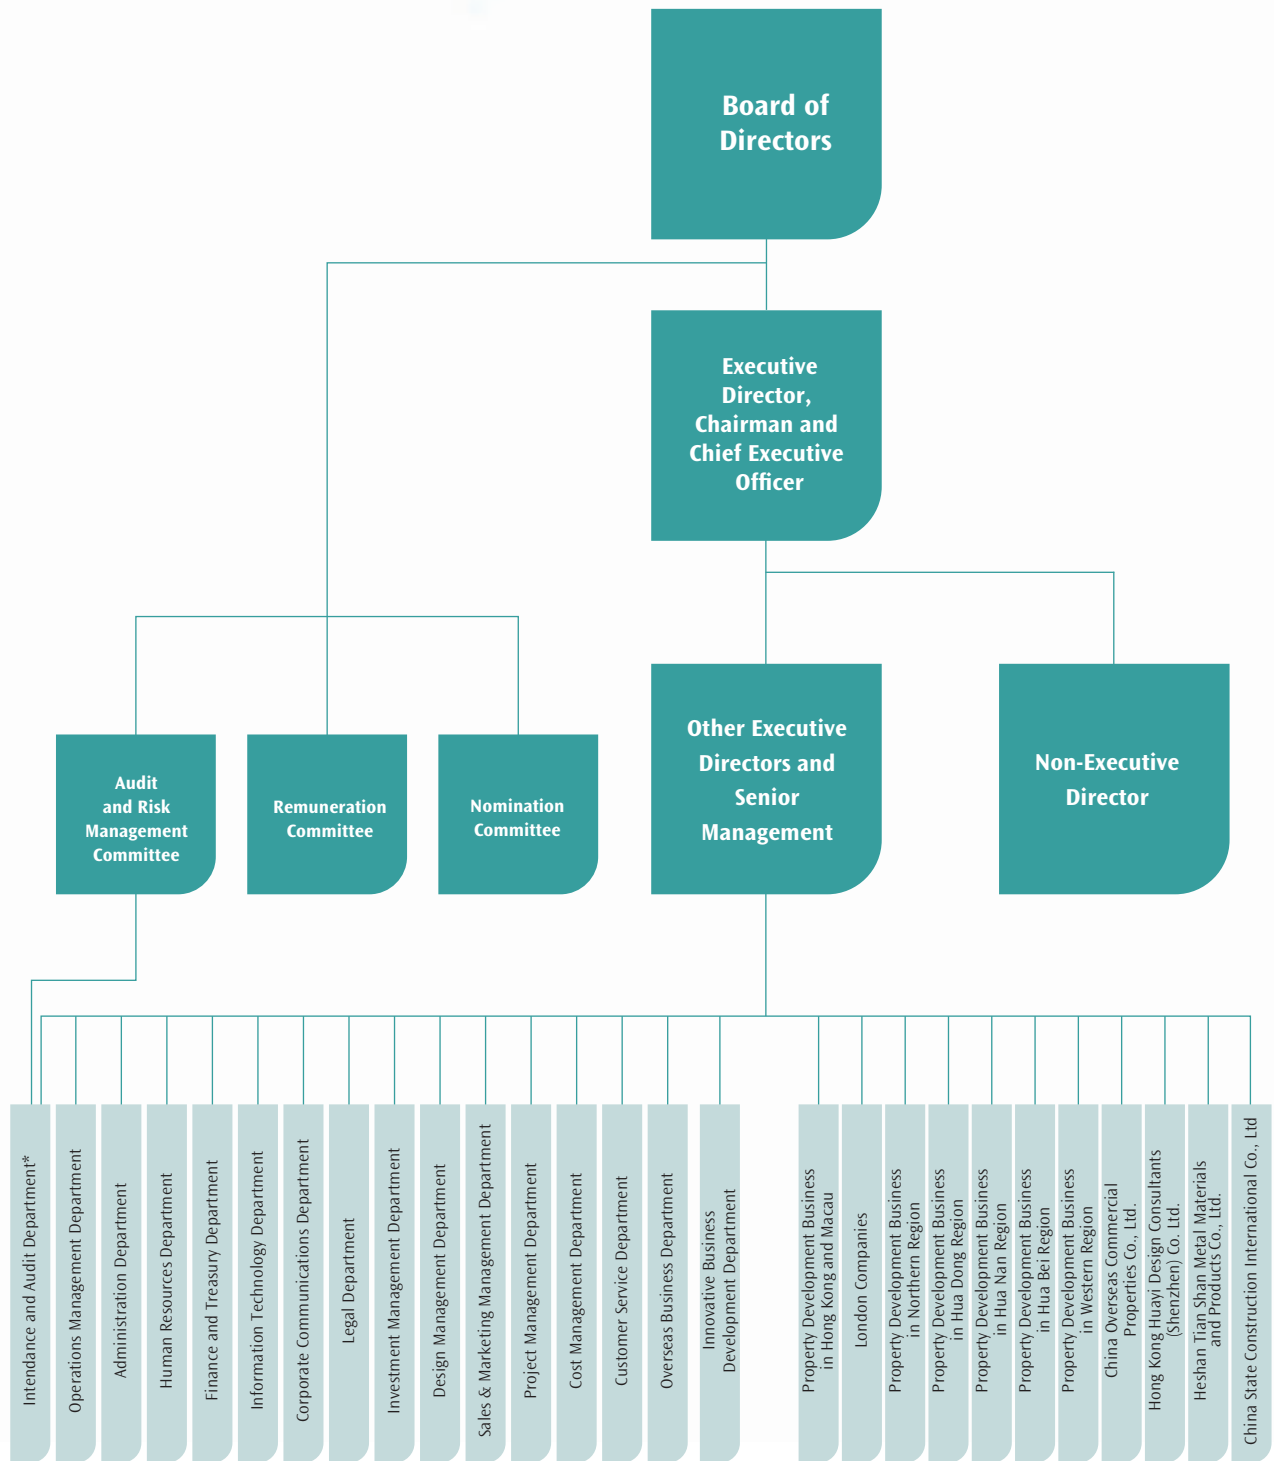 Board of
Directors
Executive
Director,
Chairman and
Chief Executive
Officer
Audit
and Risk
Management
Committee
Remuneration
Committee
Nomination
Committee
Other Executive
Directors and
Senior
Management
Non-Executive
Director
Intendance and Audit Department*
Operations Management Department
Administration Department
Human Resources Department
Finance and Treasury Department
Information Technology Department
Corporate Communications Department
Legal Department
Investment Management Department
Design Management Department
Sales & Marketing Management Department
Project Management Department
Cost Management Department
Customer Service Department
Overseas Business Department
Innovative Business
Development Department
Property Development Business
in Hong Kong and Macau
London Companies
Property Development Business
in Northern Region
Property Development Business
in Hua Dong Region
Property Development Business
in Hua Nan Region
Property Development Business
in Hua Bei Region
Property Development Business
in Western Region
China Overseas Commercial
Properties Co., Ltd.
Hong Kong Huayi Design Consultants
(Shenzhen) Co. Ltd.
Heshan Tian Shan Metal Materials
and Products Co., Ltd.
China State Construction International Co., Ltd